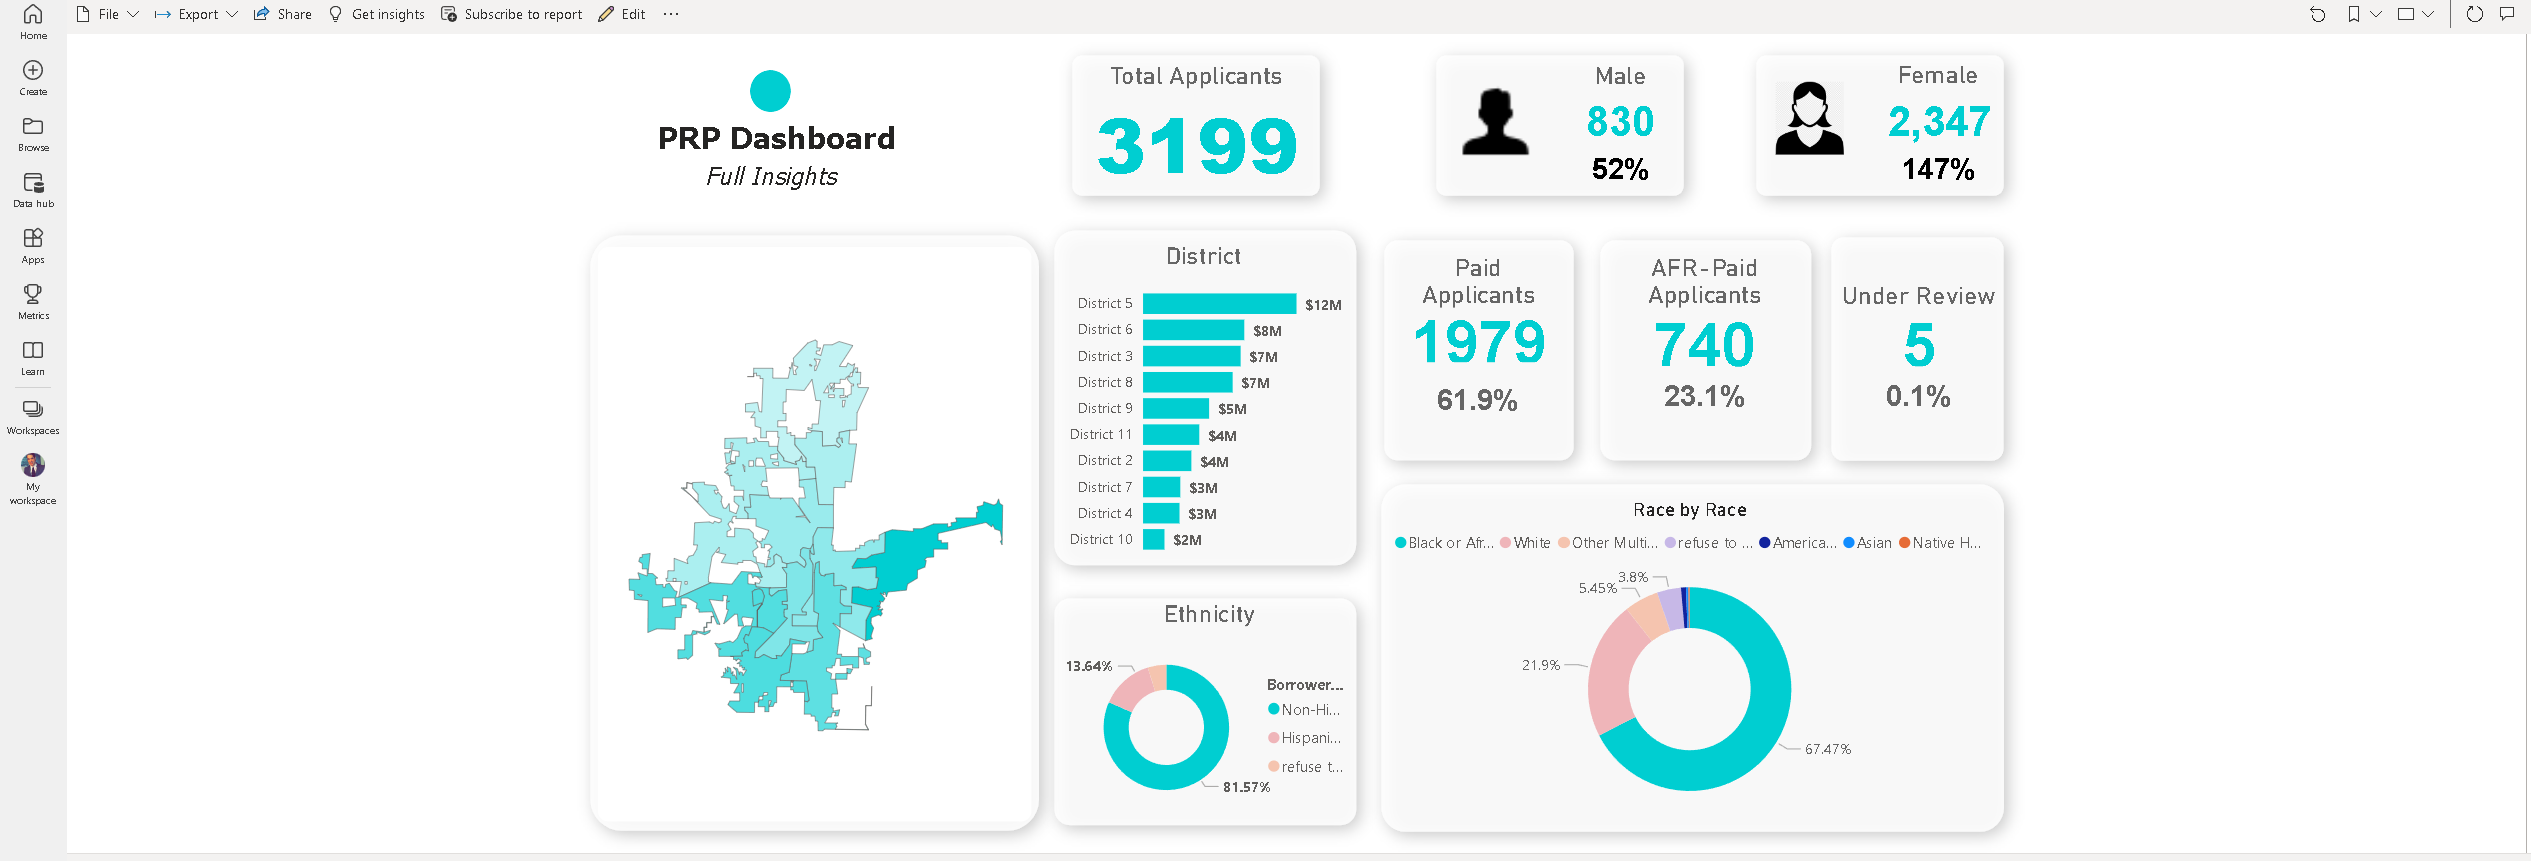 File
Export
Share
Get insights
Subscribe to report
Edit
Home
Create
Browse
Data hub
Apps
Metrics
Learn
Workspaces
My
workspace
PRP Dashboard
Full Insights
Total Applicants
3199
Male
830
52%
Female
2,347
147%
District
District 5 $12M
District 6 $8M
District 3 $7M
District 8 $7M
District 9 $5M
District 11 $4M
District 2 $4M
District 7 $3M
District 4 $3M
District 10 $2M
Paid
Applicants
1979
61.9%
AFR-Paid
Applicants
740
23.1%
Under Review
5
0.1%
Ethnicity
13.64%
81.57%
Borrower...
Non-Hi...
Hispani...
refuse t...
Race by Race
Black or Afr... White Other Multi... refuse to ... America... Asian Native H...
3.8%
5.45%
21.9%
67.47%